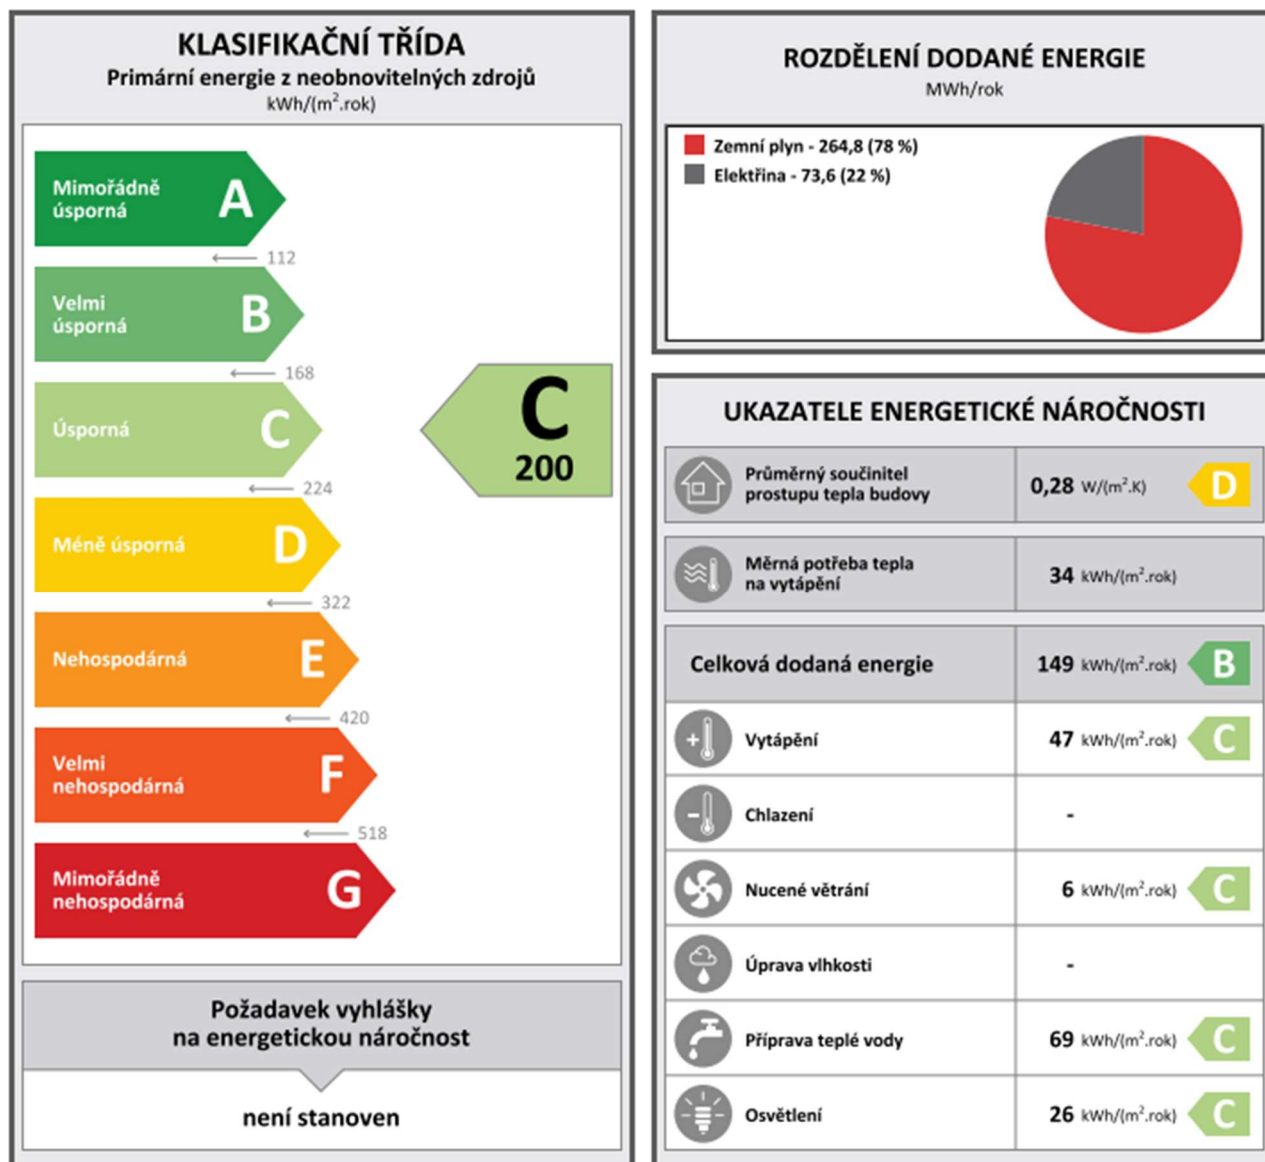 KLASIFIKAČNÍ TŘÍDA
Primární energie z neobnovitelných zdrojů
kWh/(m².rok)
Mimořádně
úsporná
A
112
Velmi
úsporná
B
168
Úsporná
C
224
Méně úsporná
D
322
Nehospodárná
E
420
Velmi
nehospodárná
F
518
Mimořádně
nehospodárná
G
C
200
Požadavek vyhlášky
na energetickou náročnost
není stanoven
ROZDĚLENÍ DODANÉ ENERGIE
MWh/rok
Zemní plyn - 264,8 (78 %)
Elektřina - 73,6 (22 %)
UKAZATELE ENERGETICKÉ NÁROČNOSTI
Průměrný součinitel
prostupu tepla budovy
0,28 W/(m².K) D
Měrná potřeba tepla
na vytápění
34 kWh/(m².rok)
Celková dodaná energie 149 kWh/(m².rok) B
Vytápění 47 kWh/(m².rok) C
Chlazení -
Nucené větrání 6 kWh/(m².rok) C
Úprava vlhkosti -
Příprava teplé vody 69 kWh/(m².rok) C
Osvětlení 26 kWh/(m².rok) C